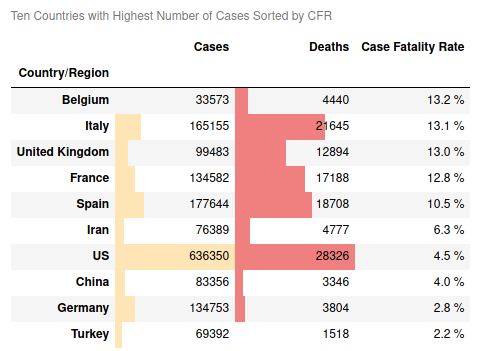 Ten Countries with Highest Number of Cases Sorted by CFR
Cases Deaths Case Fatality Rate
Country/Region
Belgium 33573 4440 13.2 %
Italy 165155 21645 13.1 %
United Kingdom 99483 12894 13.0 %
France 134582 17188 12.8 %
Spain 177644 18708 10.5 %
Iran 76389 4777 6.3 %
US 636350 28326 4.5 %
China 83356 3346 4.0 %
Germany 134753 3804 2.8 %
Turkey 69392 1518 2.2 %